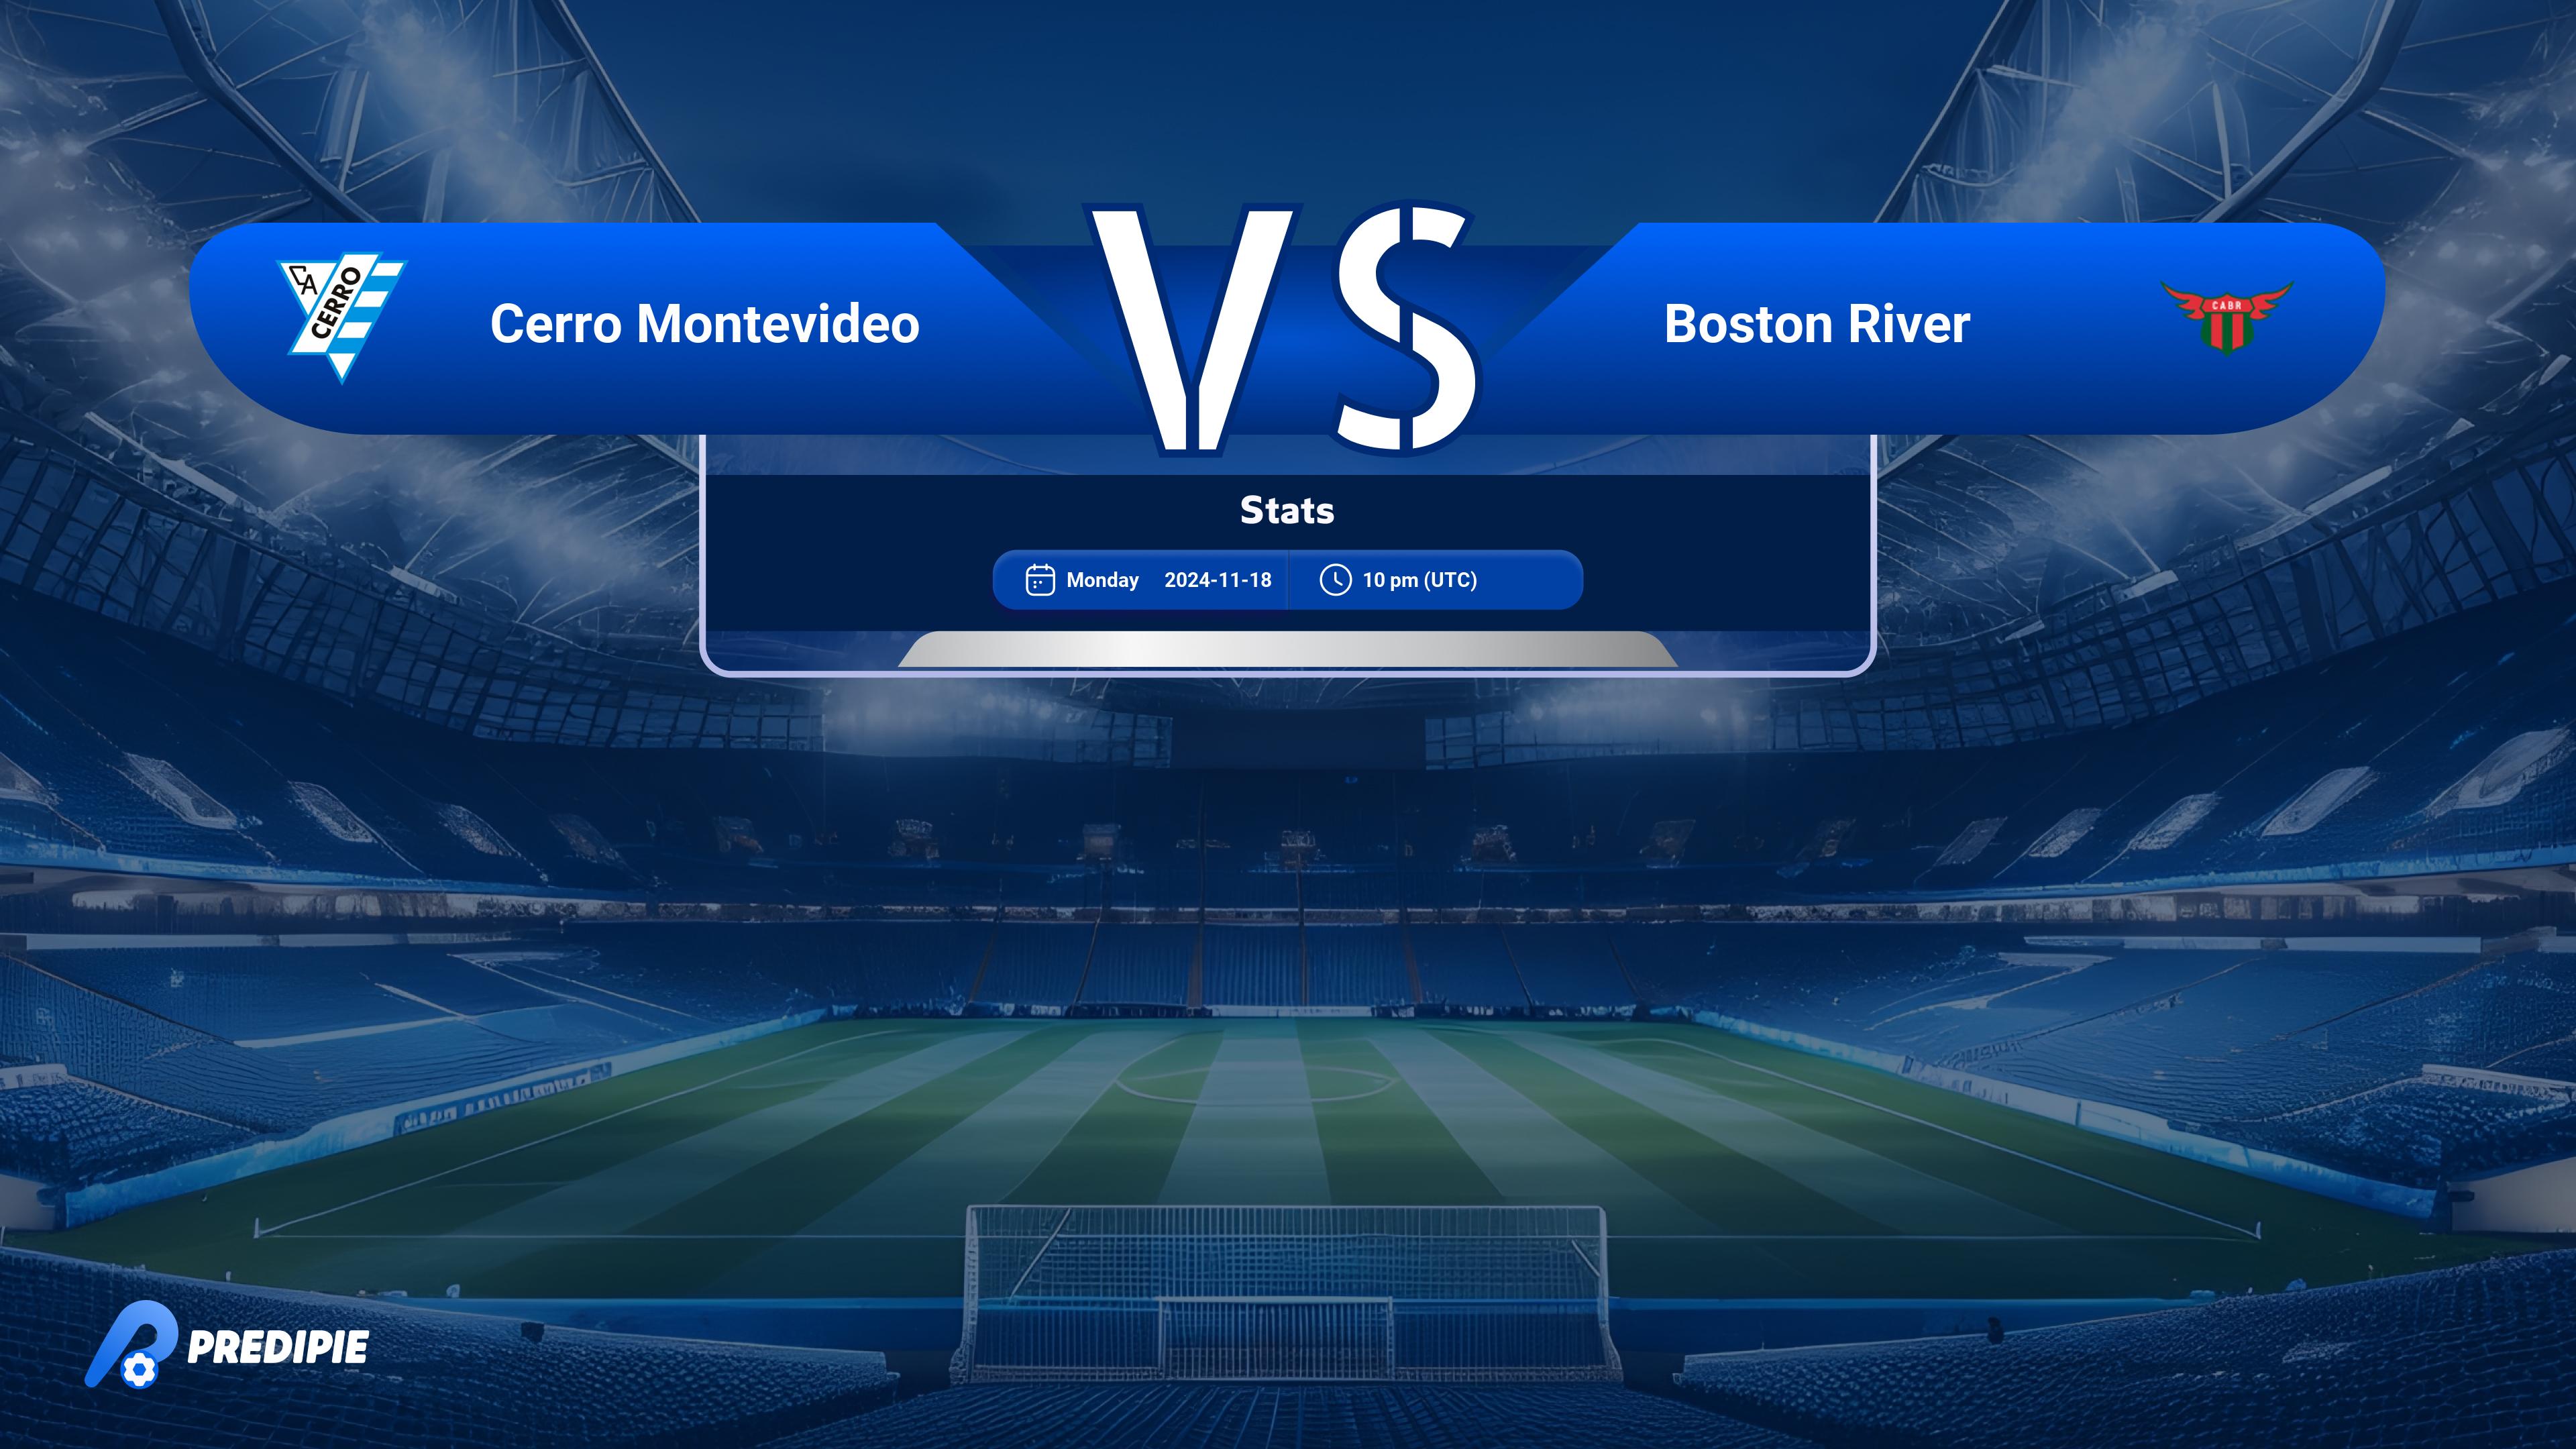 CA
CERRO
Cerro Montevideo
VS
Boston River
CABR
Stats
Monday 2024-11-18 10 pm (UTC)
PREDIPIE